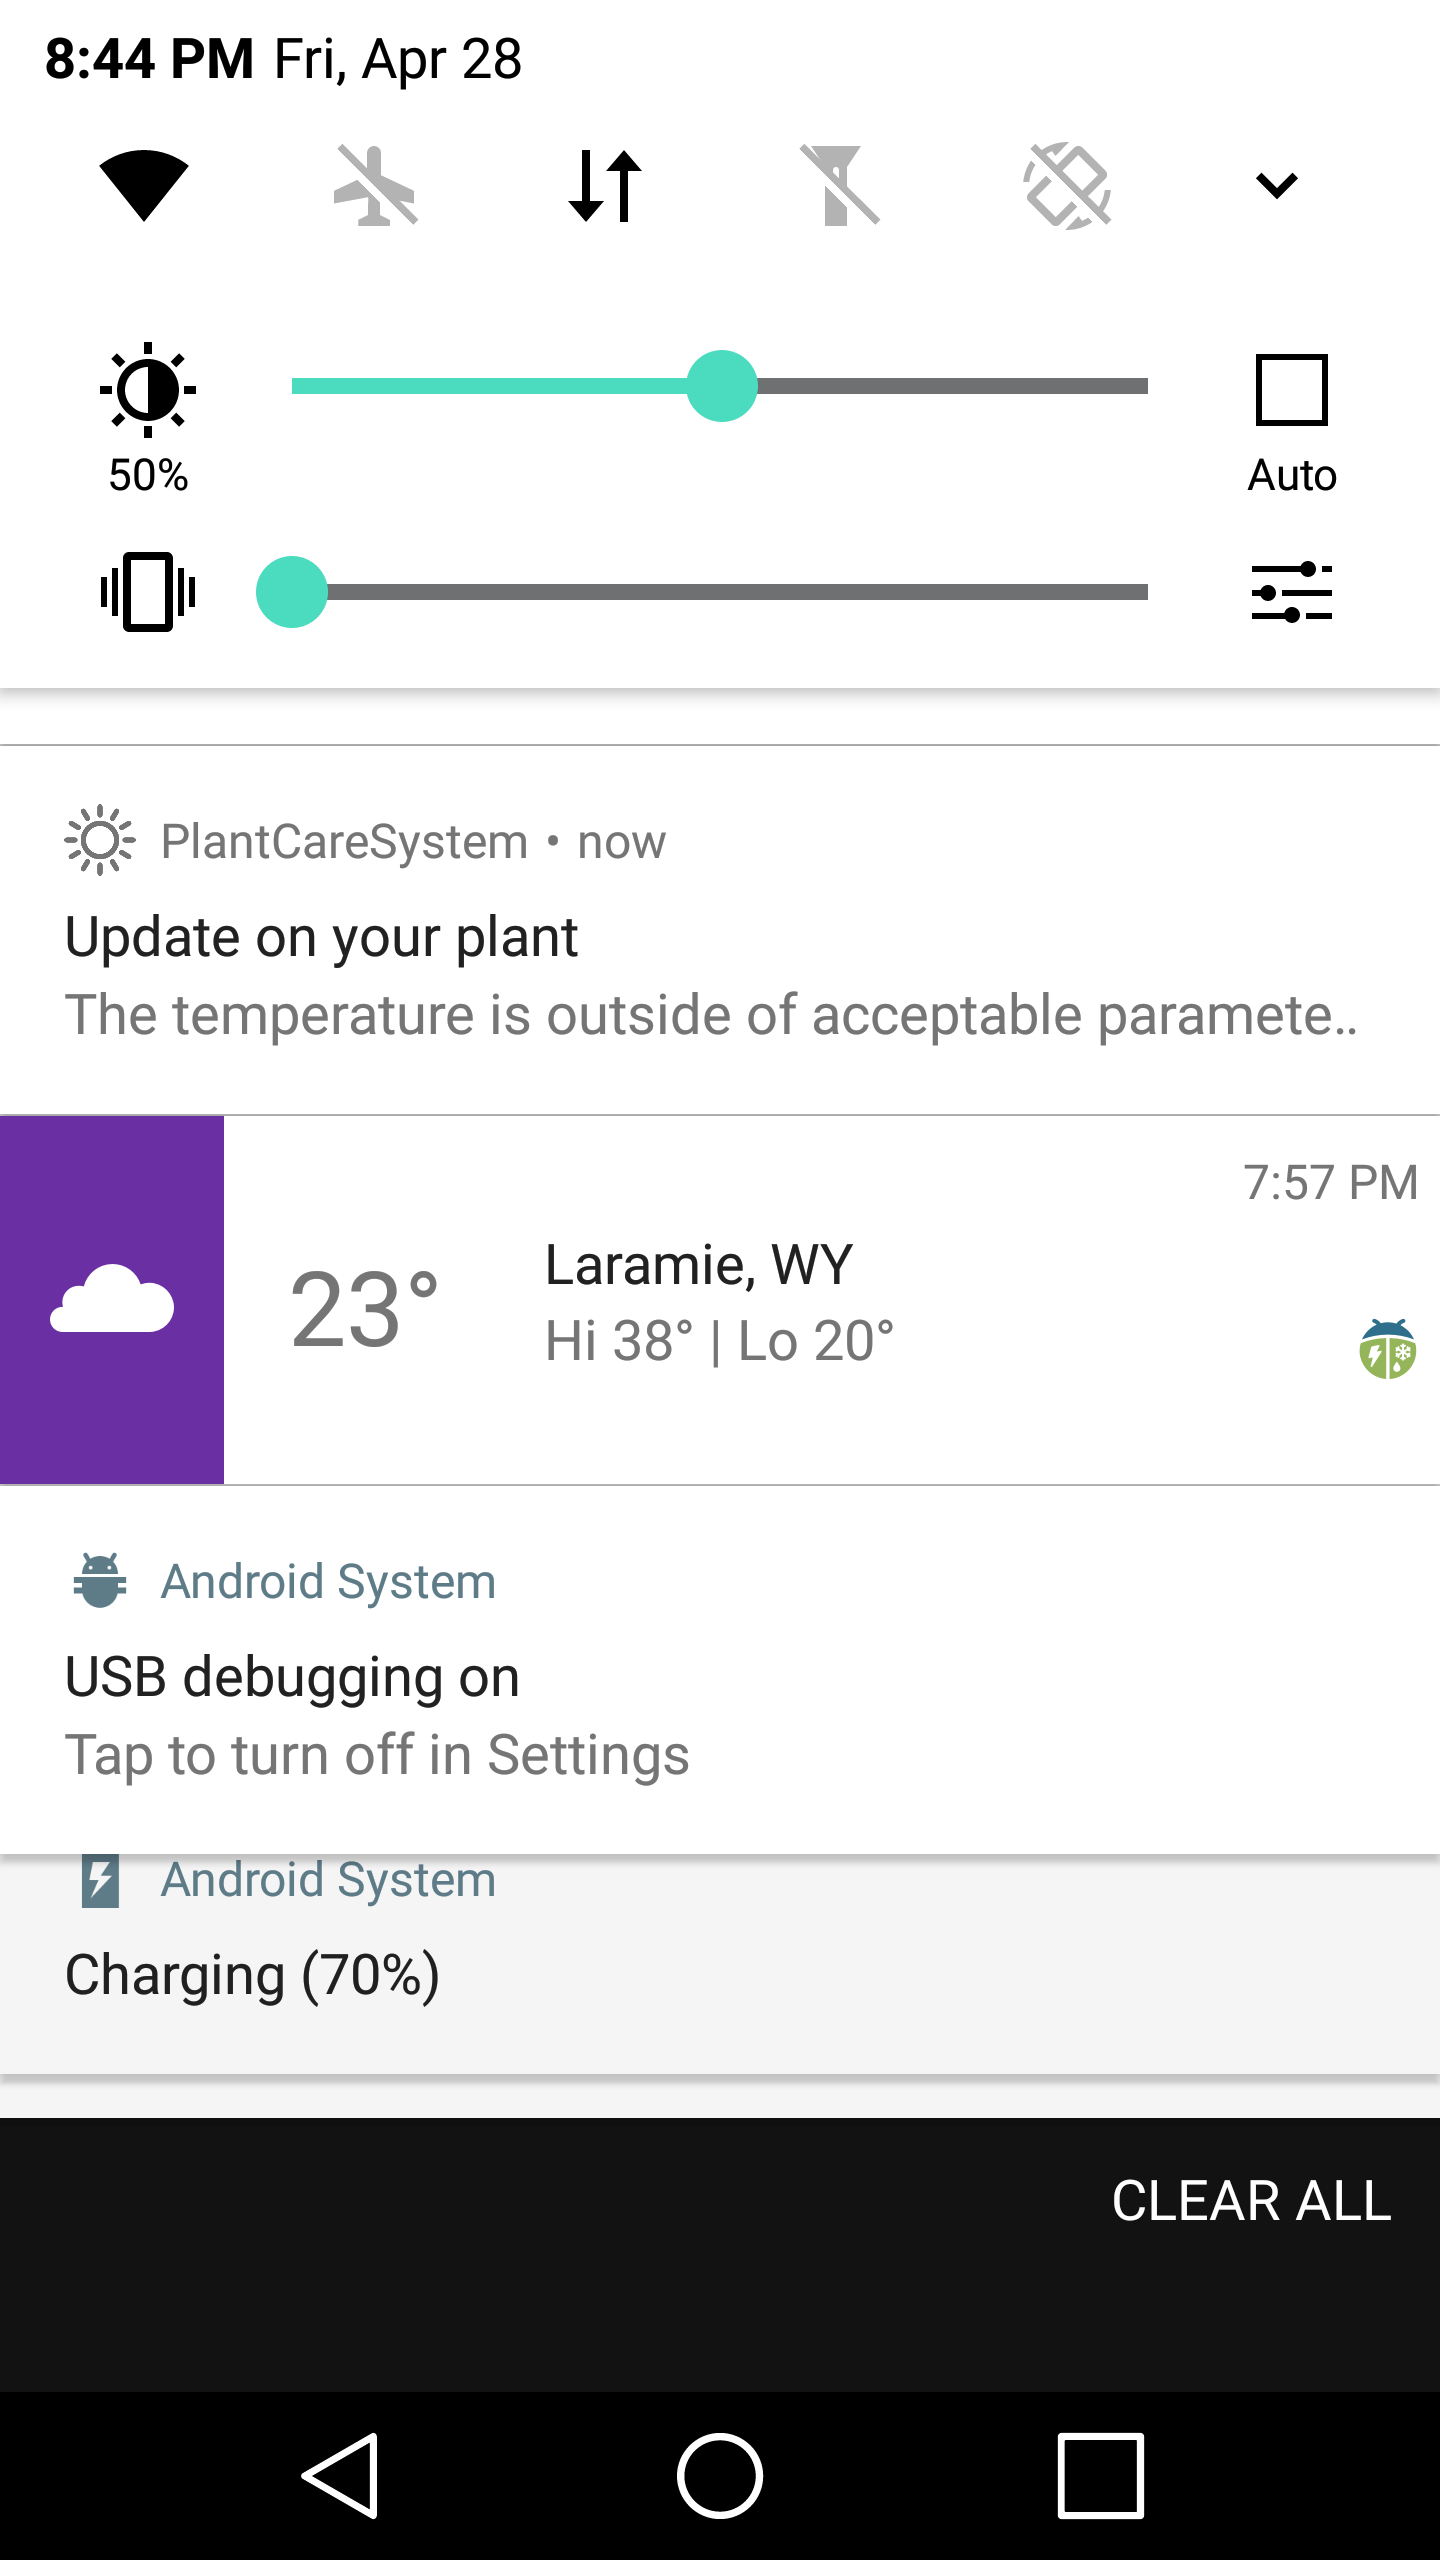 8:44 PM Fri, Apr 28
50%
Auto
PlantCareSystem • now
Update on your plant
The temperature is outside of acceptable paramete..
7:57 PM
23°
Laramie, WY
Hi 38° | Lo 20°
Android System
USB debugging on
Tap to turn off in Settings
Android System
Charging (70%)
CLEAR ALL